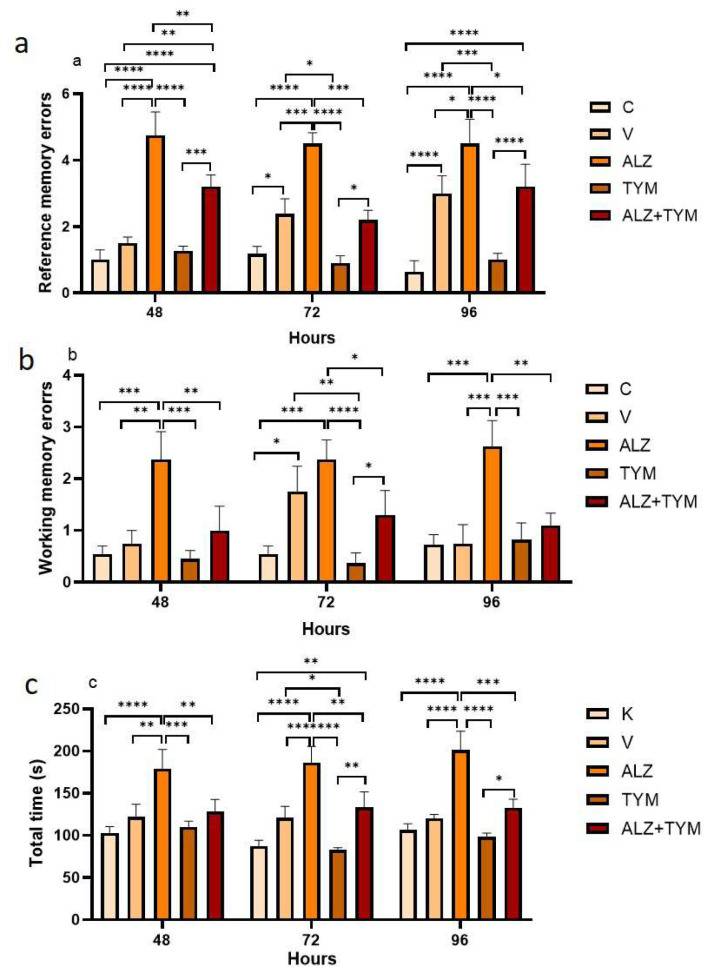 a
a
**
**
****
****
**** ****
***
*
**** ***
*** ****
*
*
****
***
**** *
* ****
****
****
Reference memory errors
6
4
2
0
48 72 96
Hours
C
V
ALZ
TYM
ALZ+TYM
b
b
*** **
** ***
*
**
*** ****
*
*
*** **
*** ***
Working memory erorrs
4
3
2
1
0
48 72 96
Hours
C
V
ALZ
TYM
ALZ+TYM
c
c
**** **
** ***
**
*
**** **
*******
**
**** ***
**** ****
*
Total time (s)
250
200
150
100
50
0
48 72 96
Hours
K
V
ALZ
TYM
ALZ+TYM